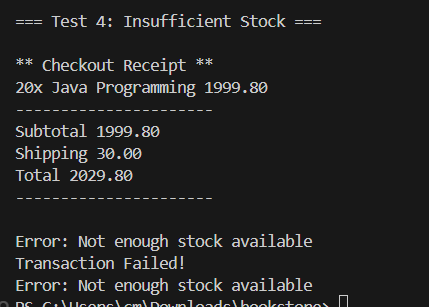 === Test 4: Insufficient Stock ===
** Checkout Receipt **
20x Java Programming 1999.80
----------------------
Subtotal 1999.80
Shipping 30.00
Total 2029.80
----------------------
Error: Not enough stock available
Transaction Failed!
Error: Not enough stock available
PS C:\Users\cm\Downloads\bookstore>